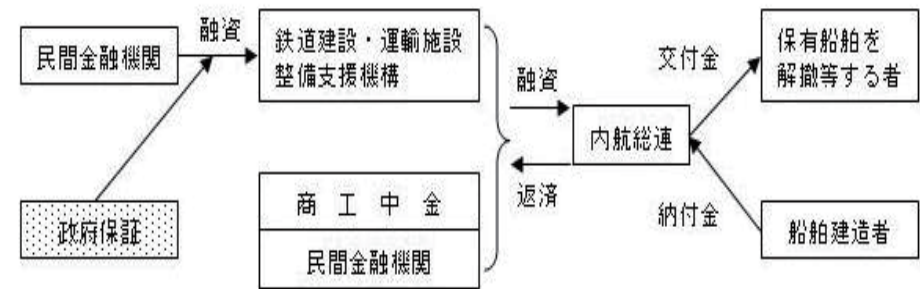 民間金融機関
融資
鉄道建設・運輸施設
整備支援機構
政府保証
商工中金
民間金融機関
融資
返済
内航総連
交付金
納付金
保有船舶を
解撤等する者
船舶建造者